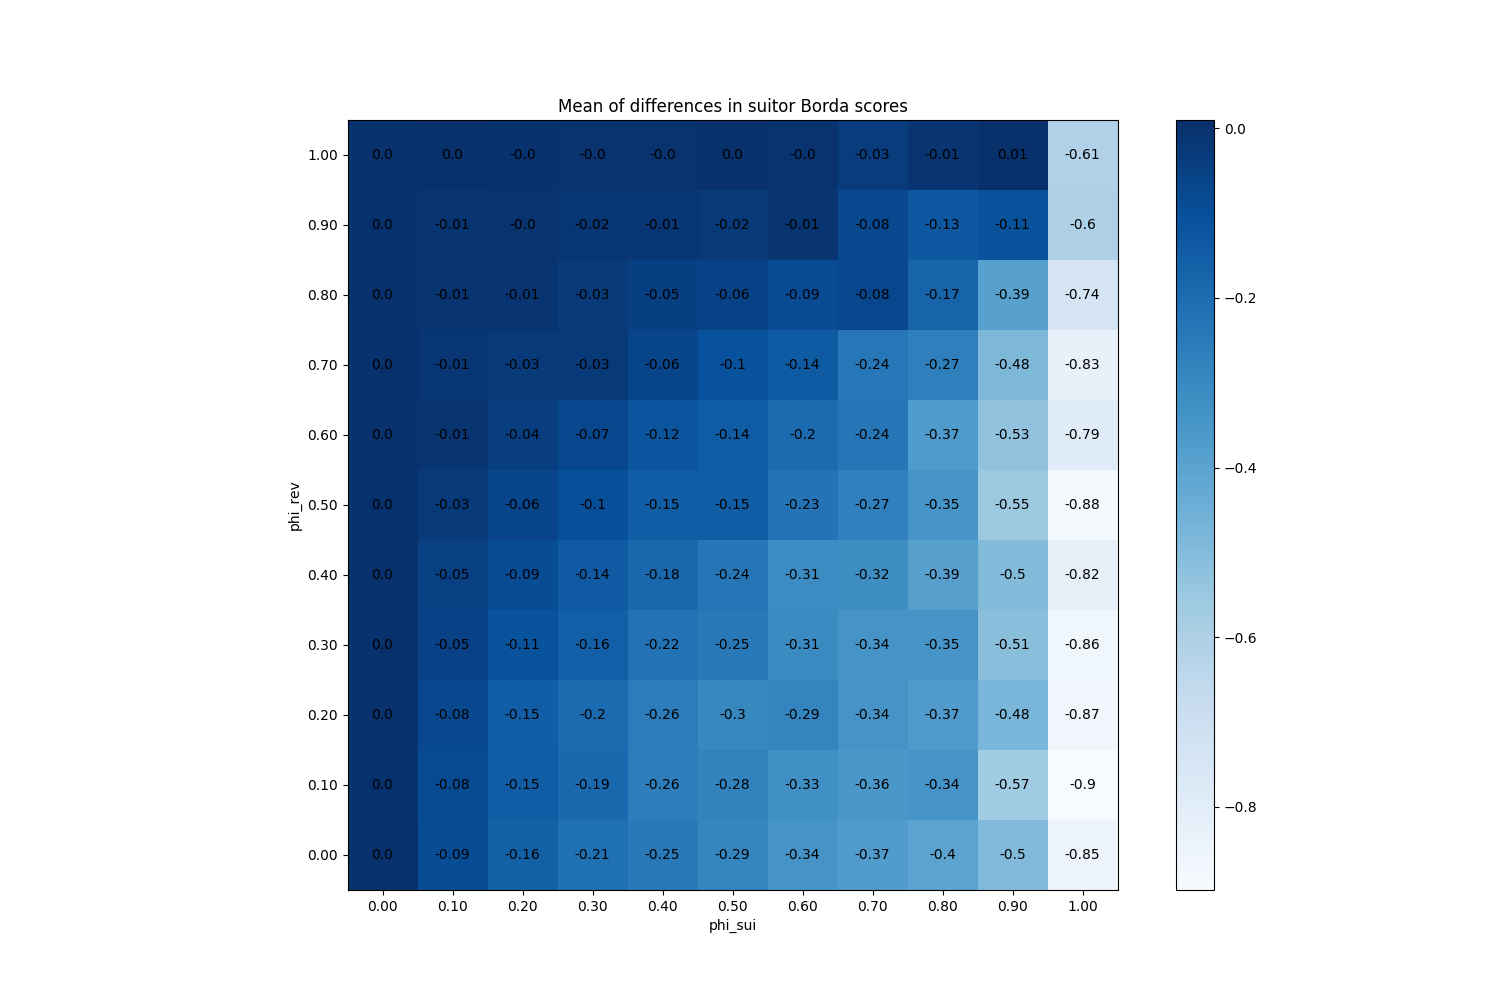 Mean of differences in suitor Borda scores
1.00 0.0 0.0 -0.0 -0.0 -0.0 0.0 -0.0 -0.03 -0.01 0.01 -0.61
0.90 0.0 -0.01 -0.0 -0.02 -0.01 -0.02 -0.01 -0.08 -0.13 -0.11 -0.6
0.80 0.0 -0.01 -0.01 -0.03 -0.05 -0.06 -0.09 -0.08 -0.17 -0.39 -0.74
0.70 0.0 -0.01 -0.03 -0.03 -0.06 -0.1 -0.14 -0.24 -0.27 -0.48 -0.83
0.60 0.0 -0.01 -0.04 -0.07 -0.12 -0.14 -0.2 -0.24 -0.37 -0.53 -0.79
0.50 0.0 -0.03 -0.06 -0.1 -0.15 -0.15 -0.23 -0.27 -0.35 -0.55 -0.88
0.40 0.0 -0.05 -0.09 -0.14 -0.18 -0.24 -0.31 -0.32 -0.39 -0.5 -0.82
0.30 0.0 -0.05 -0.11 -0.16 -0.22 -0.25 -0.31 -0.34 -0.35 -0.51 -0.86
0.20 0.0 -0.08 -0.15 -0.2 -0.26 -0.3 -0.29 -0.34 -0.37 -0.48 -0.87
0.10 0.0 -0.08 -0.15 -0.19 -0.26 -0.28 -0.33 -0.36 -0.34 -0.57 -0.9
0.00 0.0 -0.09 -0.16 -0.21 -0.25 -0.29 -0.34 -0.37 -0.4 -0.5 -0.85
0.00 0.10 0.20 0.30 0.40 0.50 0.60 0.70 0.80 0.90 1.00
phi_sui
phi_rev
0.0
−0.2
−0.4
−0.6
−0.8